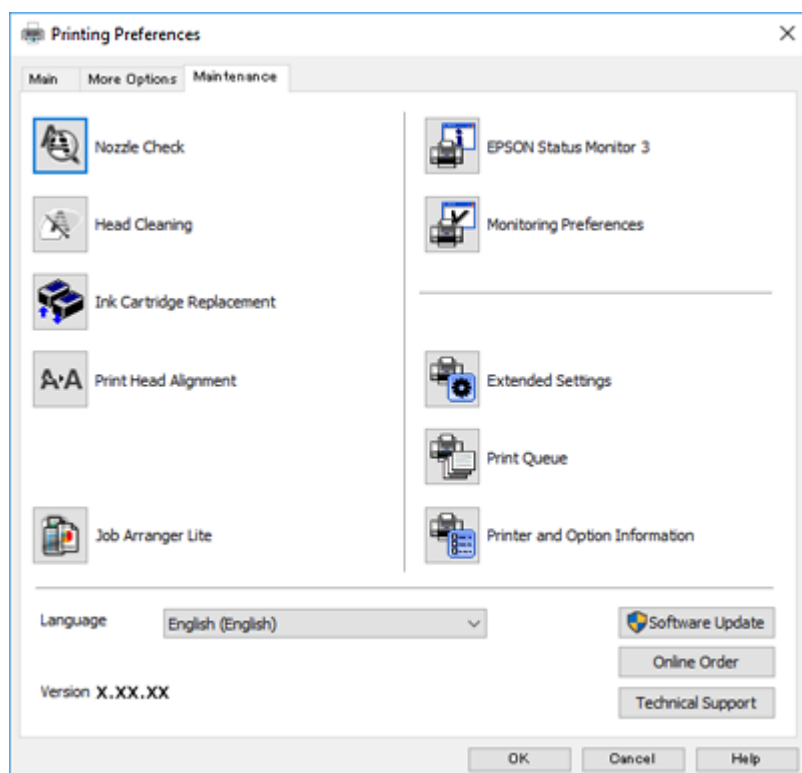 Printing Preferences
Main More Options Maintenance
Nozzle Check
Head Cleaning
Ink Cartridge Replacement
A·A Print Head Alignment
Job Arranger Lite
EPSON Status Monitor 3
Monitoring Preferences
Extended Settings
Print Queue
Printer and Option Information
Language English (English)
Version X.XX.XX
Software Update
Online Order
Technical Support
OK Cancel Help